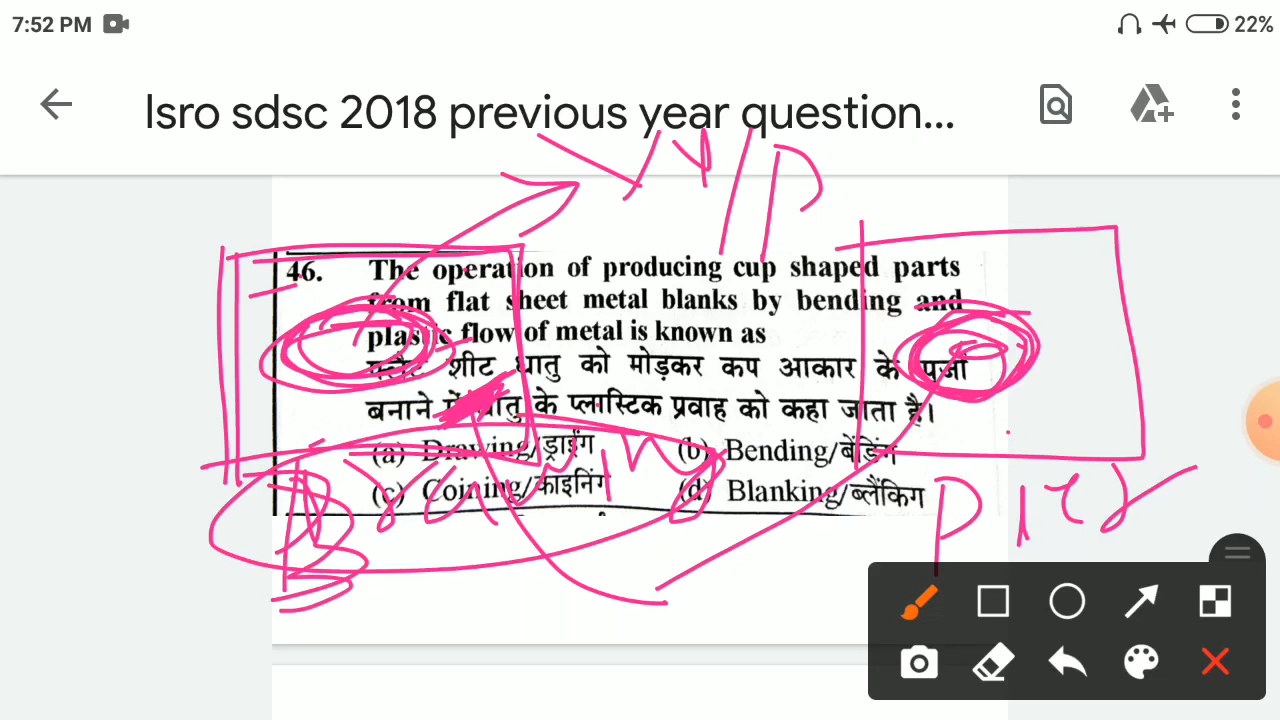 7:52 PM
22%
Isro sdsc 2018 previous year question...
46. The operation of producing cup shaped parts
from flat sheet metal blanks by bending and
plastic flow of metal is known as
फ्लैट शीट धातु को मोड़कर कप आकार के पुर्जा
बनाने में धातु के प्लास्टिक प्रवाह को कहा जाता है।
(a) Drawing/ड्राईंग (b) Bending/बेंडिंग
(c) Coining/काइनिंग (d) Blanking/ब्लैंकिंग
Drawing